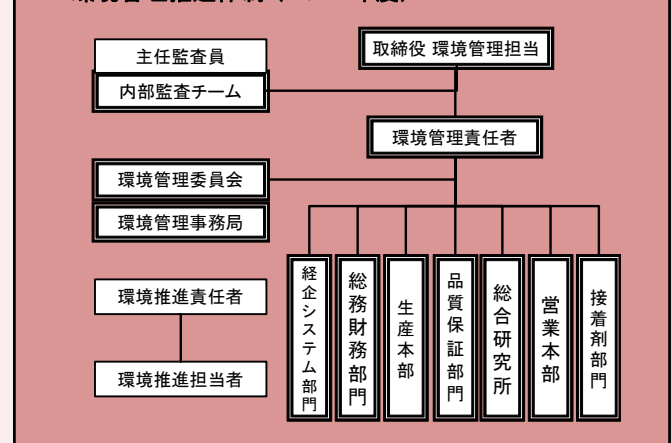 取締役 環境管理担当
主任監査員
内部監査チーム
環境管理責任者
環境管理委員会
環境管理事務局
環境推進責任者
環境推進担当者
経企システム部門
総務財務部門
生産本部
品質保証部門
総合研究所
営業本部
接着剤部門